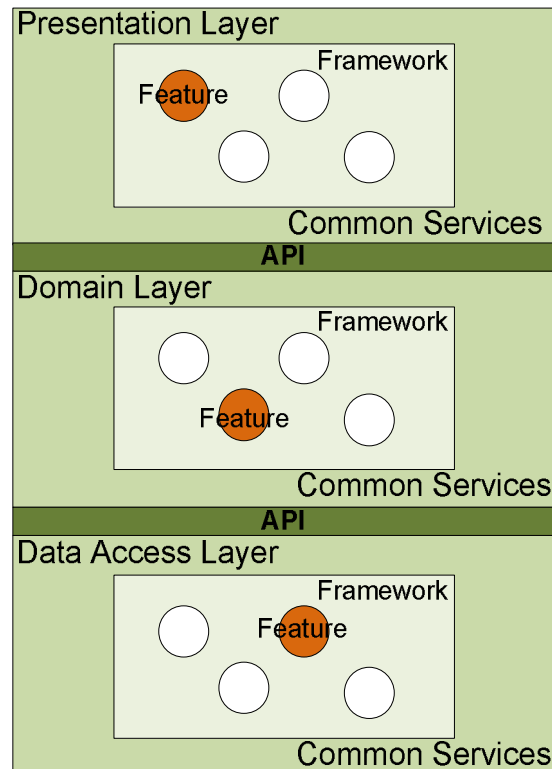 Presentation Layer
Framework
Feature
Common Services
API
Domain Layer
Framework
Feature
Common Services
API
Data Access Layer
Framework
Feature
Common Services